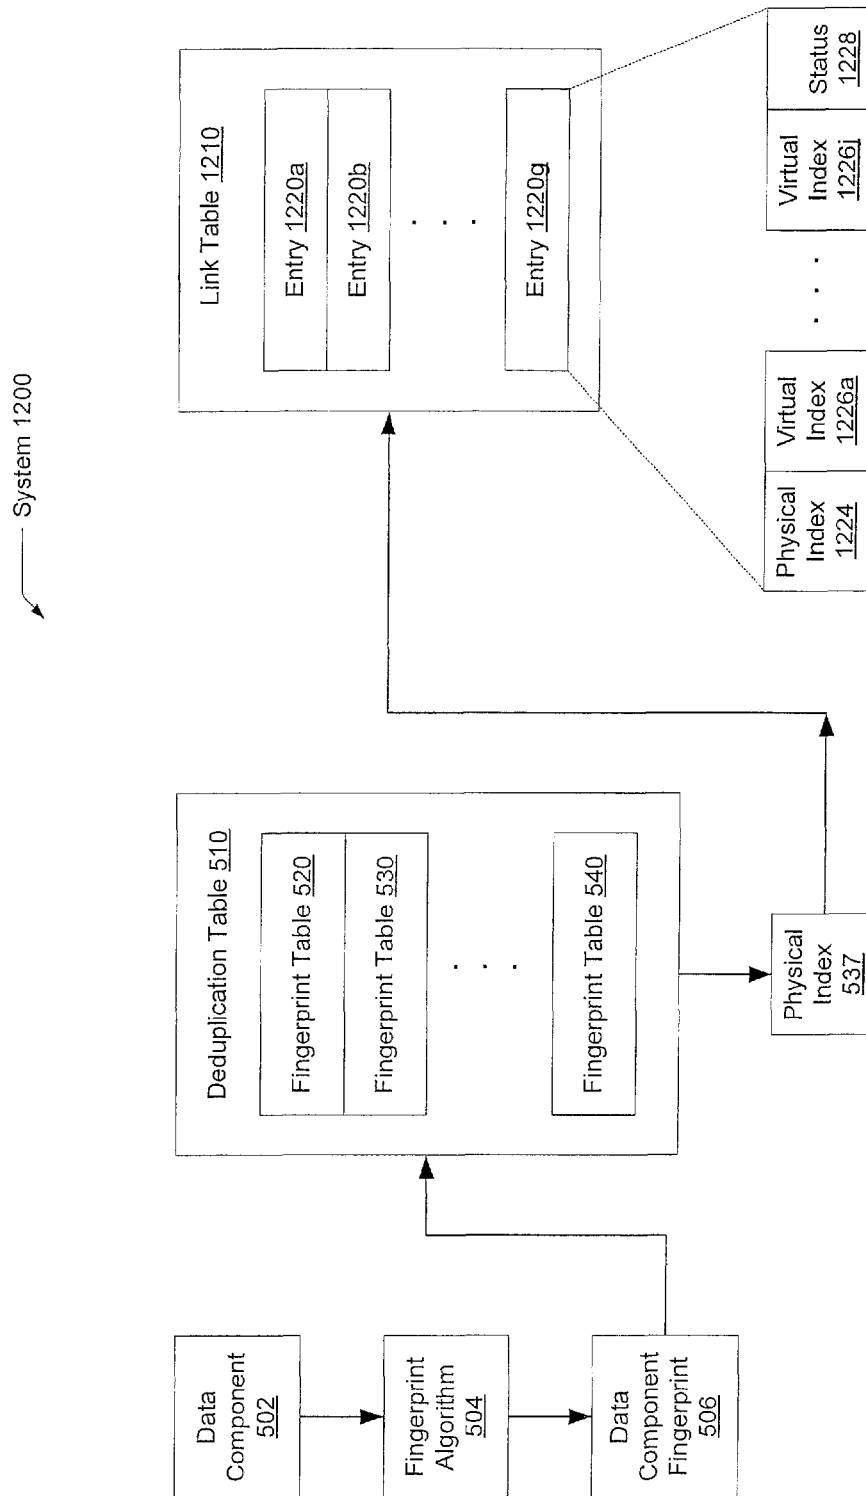 System 1200
Data
Component
502
Fingerprint
Algorithm
504
Data
Component
Fingerprint
506
Deduplication Table 510
Fingerprint Table 520
Fingerprint Table 530
. . .
Fingerprint Table 540
Physical
Index
537
Link Table 1210
Entry 1220a
Entry 1220b
. . .
Entry 1220g
Physical
Index
1224
Virtual
Index
1226a
. . .
Virtual
Index
1226j
Status
1228